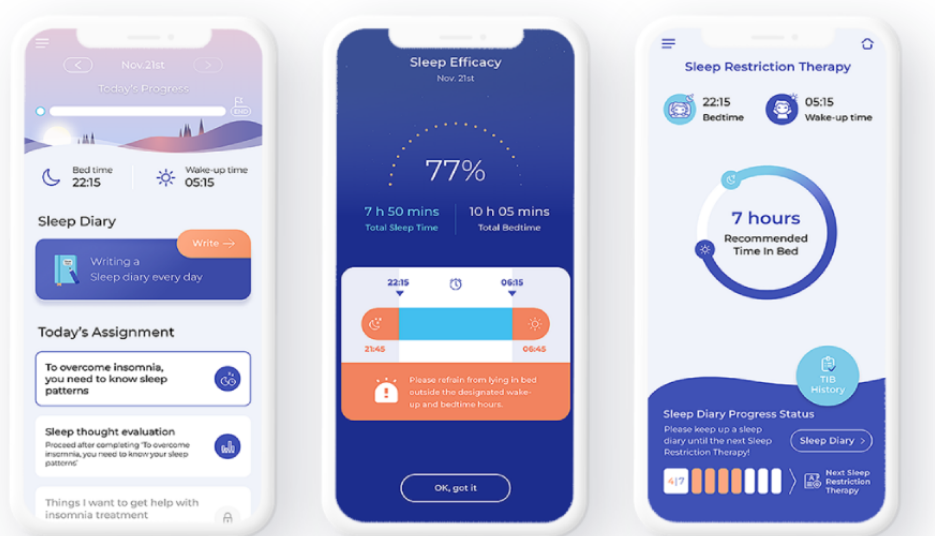 Nov.21st
Today's Progress
Bed time
22:15
Wake-up time
05:15
Sleep Diary
Write →
Writing a
Sleep diary every day
Today's Assignment
To overcome insomnia,
you need to know sleep
patterns
Sleep thought evaluation
Proceed after completing 'To overcome
insomnia, you need to know your sleep
patterns'
Things I want to get help with
insomnia treatment
Sleep Efficacy
Nov. 21st
77%
7 h 50 mins
Total Sleep Time
10 h 05 mins
Total Bedtime
22:15
06:15
21:45
06:45
Please refrain from lying in bed
outside the designated wake-
up and bedtime hours.
OK, got it
Sleep Restriction Therapy
22:15
Bedtime
05:15
Wake-up time
7 hours
Recommended
Time In Bed
TIB
History
Sleep Diary Progress Status
Please keep up a sleep
diary until the next Sleep
Restriction Therapy!
Sleep Diary >
4|7
Next Sleep
Restriction
Therapy